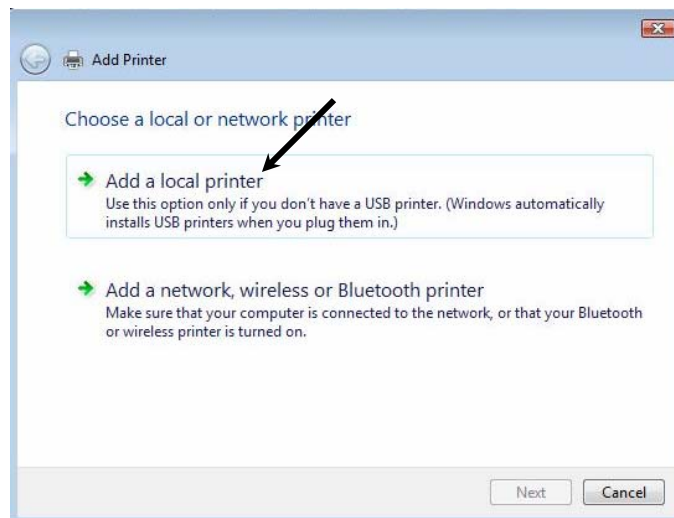 Add Printer
Choose a local or network printer
Add a local printer
Use this option only if you don't have a USB printer. (Windows automatically
installs USB printers when you plug them in.)
Add a network, wireless or Bluetooth printer
Make sure that your computer is connected to the network, or that your Bluetooth
or wireless printer is turned on.
Next Cancel